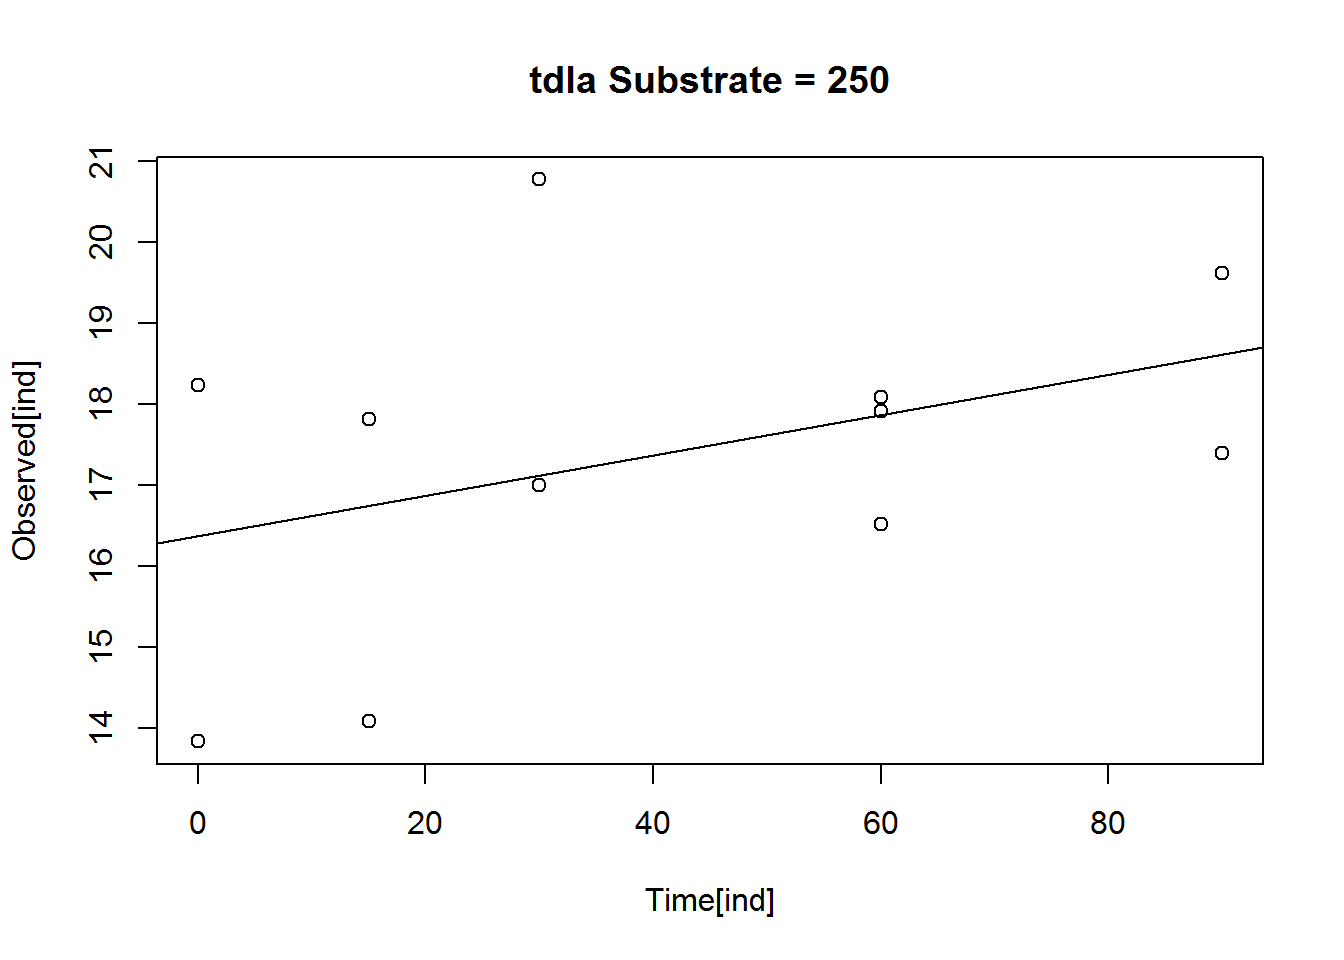 tdla Substrate = 250
Observed[ind]
21
20
19
18
17
16
15
14
0 20 40 60 80
Time[ind]